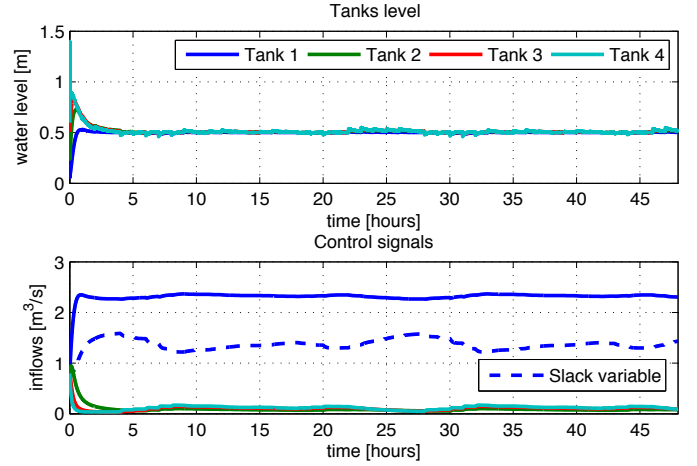 Tanks level
1.5
1
0.5
0
water level [m]
Tank 1 Tank 2 Tank 3 Tank 4
0 5 10 15 20 25 30 35 40 45
time [hours]
Control signals
3
2
1
0
inflows [m³/s]
Slack variable
0 5 10 15 20 25 30 35 40 45
time [hours]